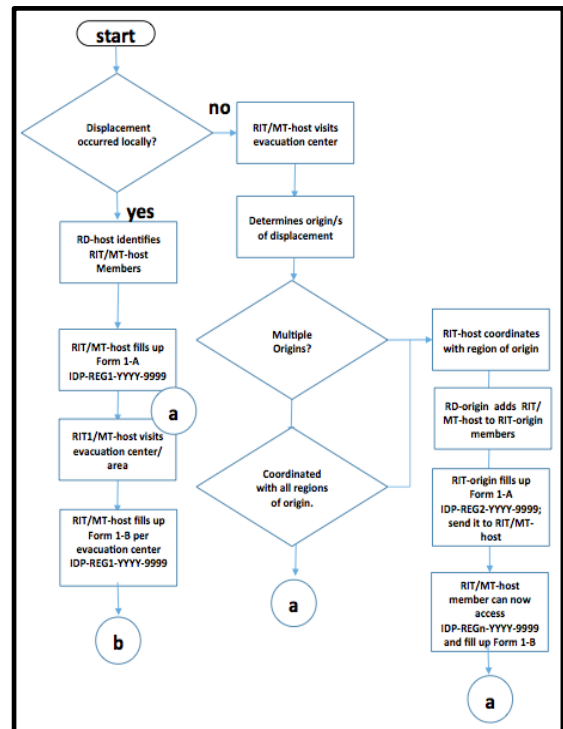 start
no
Displacement
occurred locally?
RIT/MT-host visits
evacuation center
yes
RD-host identifies
RIT/MT-host
Members
Determines origin/s
of displacement
RIT/MT-host fills up
Form 1-A
IDP-REG1-YYYY-9999
a
RIT1/MT-host visits
evacuation center/
area
RIT/MT-host fills up
Form 1-B per
evacuation center
IDP-REG1-YYYY-9999
b
Multiple
Origins?
Coordinated
with all regions
of origin.
a
RIT-host coordinates
with region of origin
RD-origin adds RIT/
MT-host to RIT-origin
members
RIT-origin fills up
Form 1-A
IDP-REG2-YYYY-9999;
send it to RIT/MT-
host
RIT/MT-host
member can now
access
IDP-REGn-YYYY-9999
and fill up Form 1-B
a